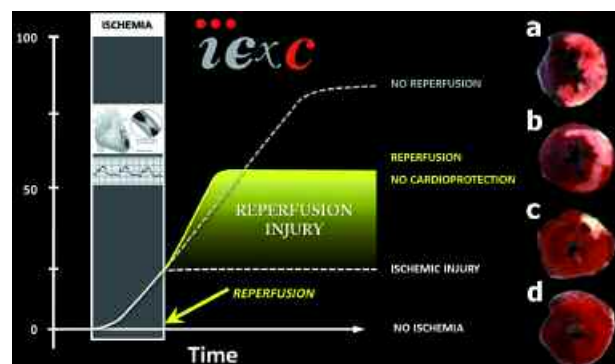 ISCHEMIA
100
50
0
iexc
NO REPERFUSION
REPERFUSION
NO CARDIOPROTECTION
REPERFUSION
INJURY
ISCHEMIC INJURY
REPERFUSION
NO ISCHEMIA
Time
a
b
c
d